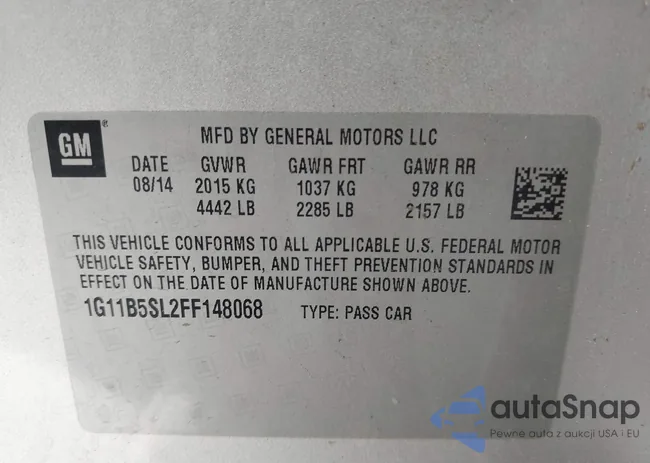 GM
MFD BY GENERAL MOTORS LLC
DATE GVWR GAWR FRT GAWR RR
08/14 2015 KG 1037 KG 978 KG
4442 LB 2285 LB 2157 LB
THIS VEHICLE CONFORMS TO ALL APPLICABLE U.S. FEDERAL MOTOR
VEHICLE SAFETY, BUMPER, AND THEFT PREVENTION STANDARDS IN
EFFECT ON THE DATE OF MANUFACTURE SHOWN ABOVE.
1G11B5SL2FF148068 TYPE: PASS CAR
autaSnap
Pewne auta z aukcji USA i EU